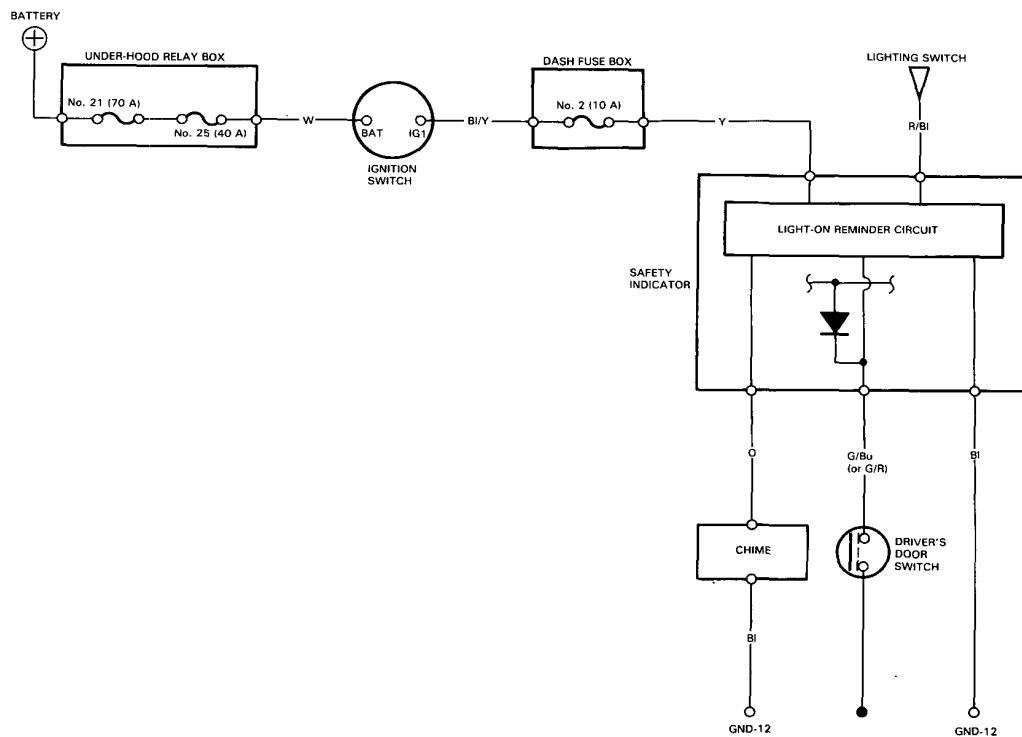 BATTERY
UNDER-HOOD RELAY BOX
No. 21 (70 A)
No. 25 (40 A)
W
BAT
IG1
IGNITION
SWITCH
Bl/Y
DASH FUSE BOX
No. 2 (10 A)
Y
LIGHTING SWITCH
R/Bl
LIGHT-ON REMINDER CIRCUIT
SAFETY
INDICATOR
O
G/Bu
(or G/R)
Bl
CHIME
DRIVER'S
DOOR
SWITCH
Bl
GND-12
GND-12